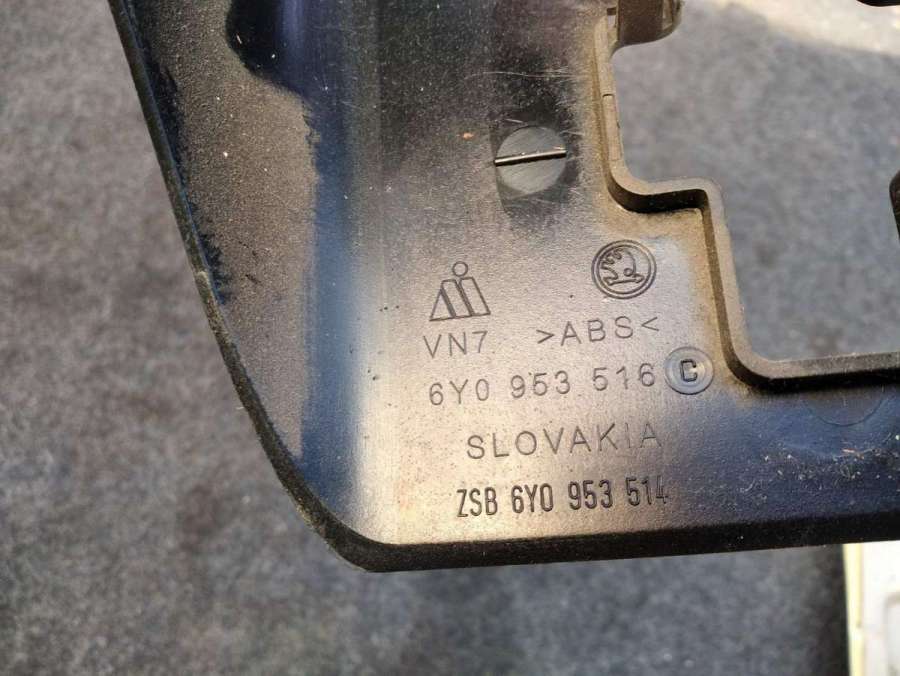 VN7 >ABS<
6Y0 953 516 C
SLOVAKIA
ZSB 6Y0 953 514